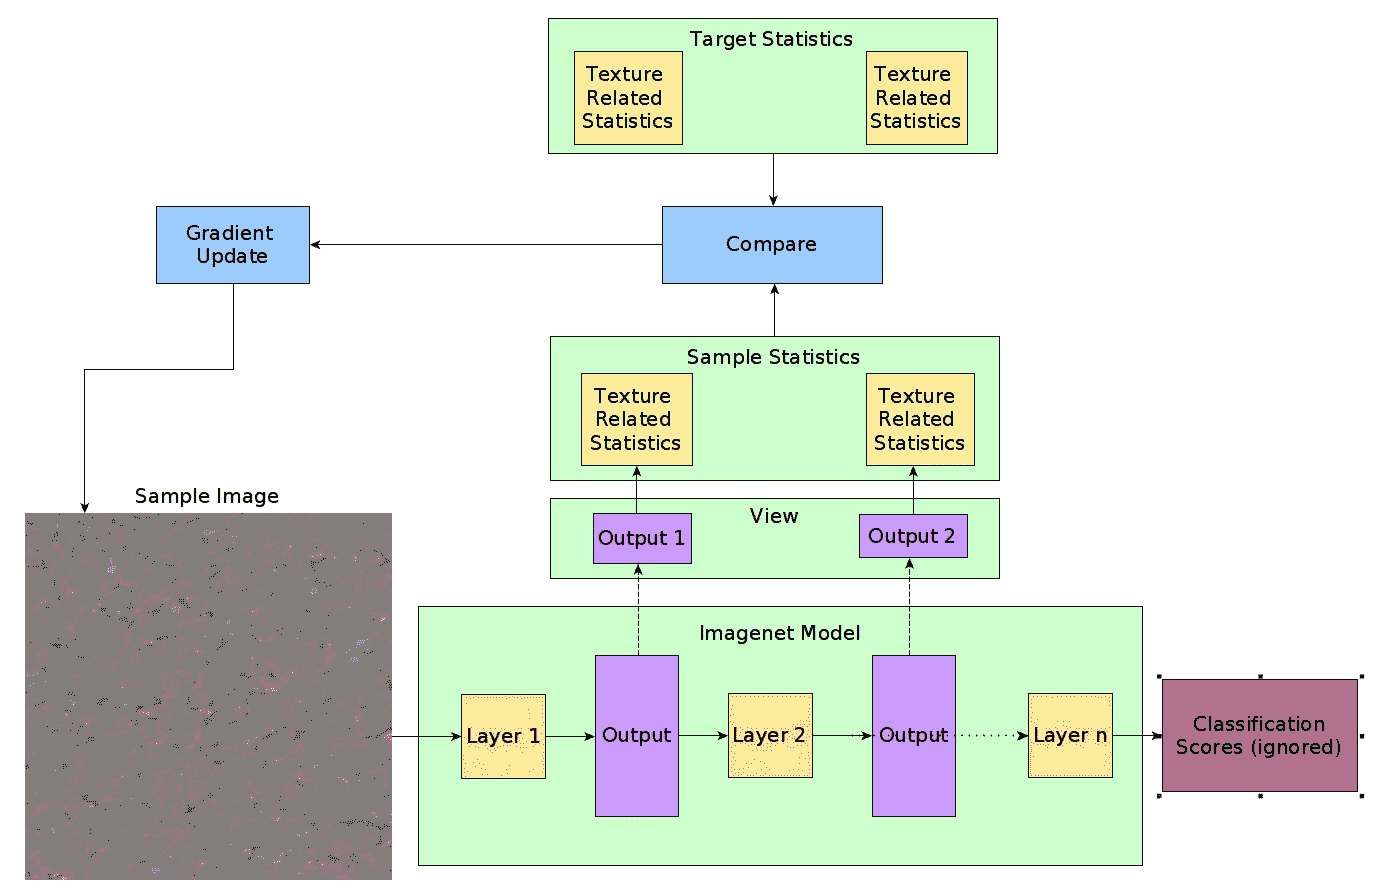 Target Statistics
Texture
Related
Statistics
Texture
Related
Statistics
Gradient
Update
Compare
Sample Statistics
Texture
Related
Statistics
Texture
Related
Statistics
Sample Image
View
Output 1
Output 2
Imagenet Model
Layer 1
Output
Layer 2
Output
Layer n
Classification
Scores (ignored)